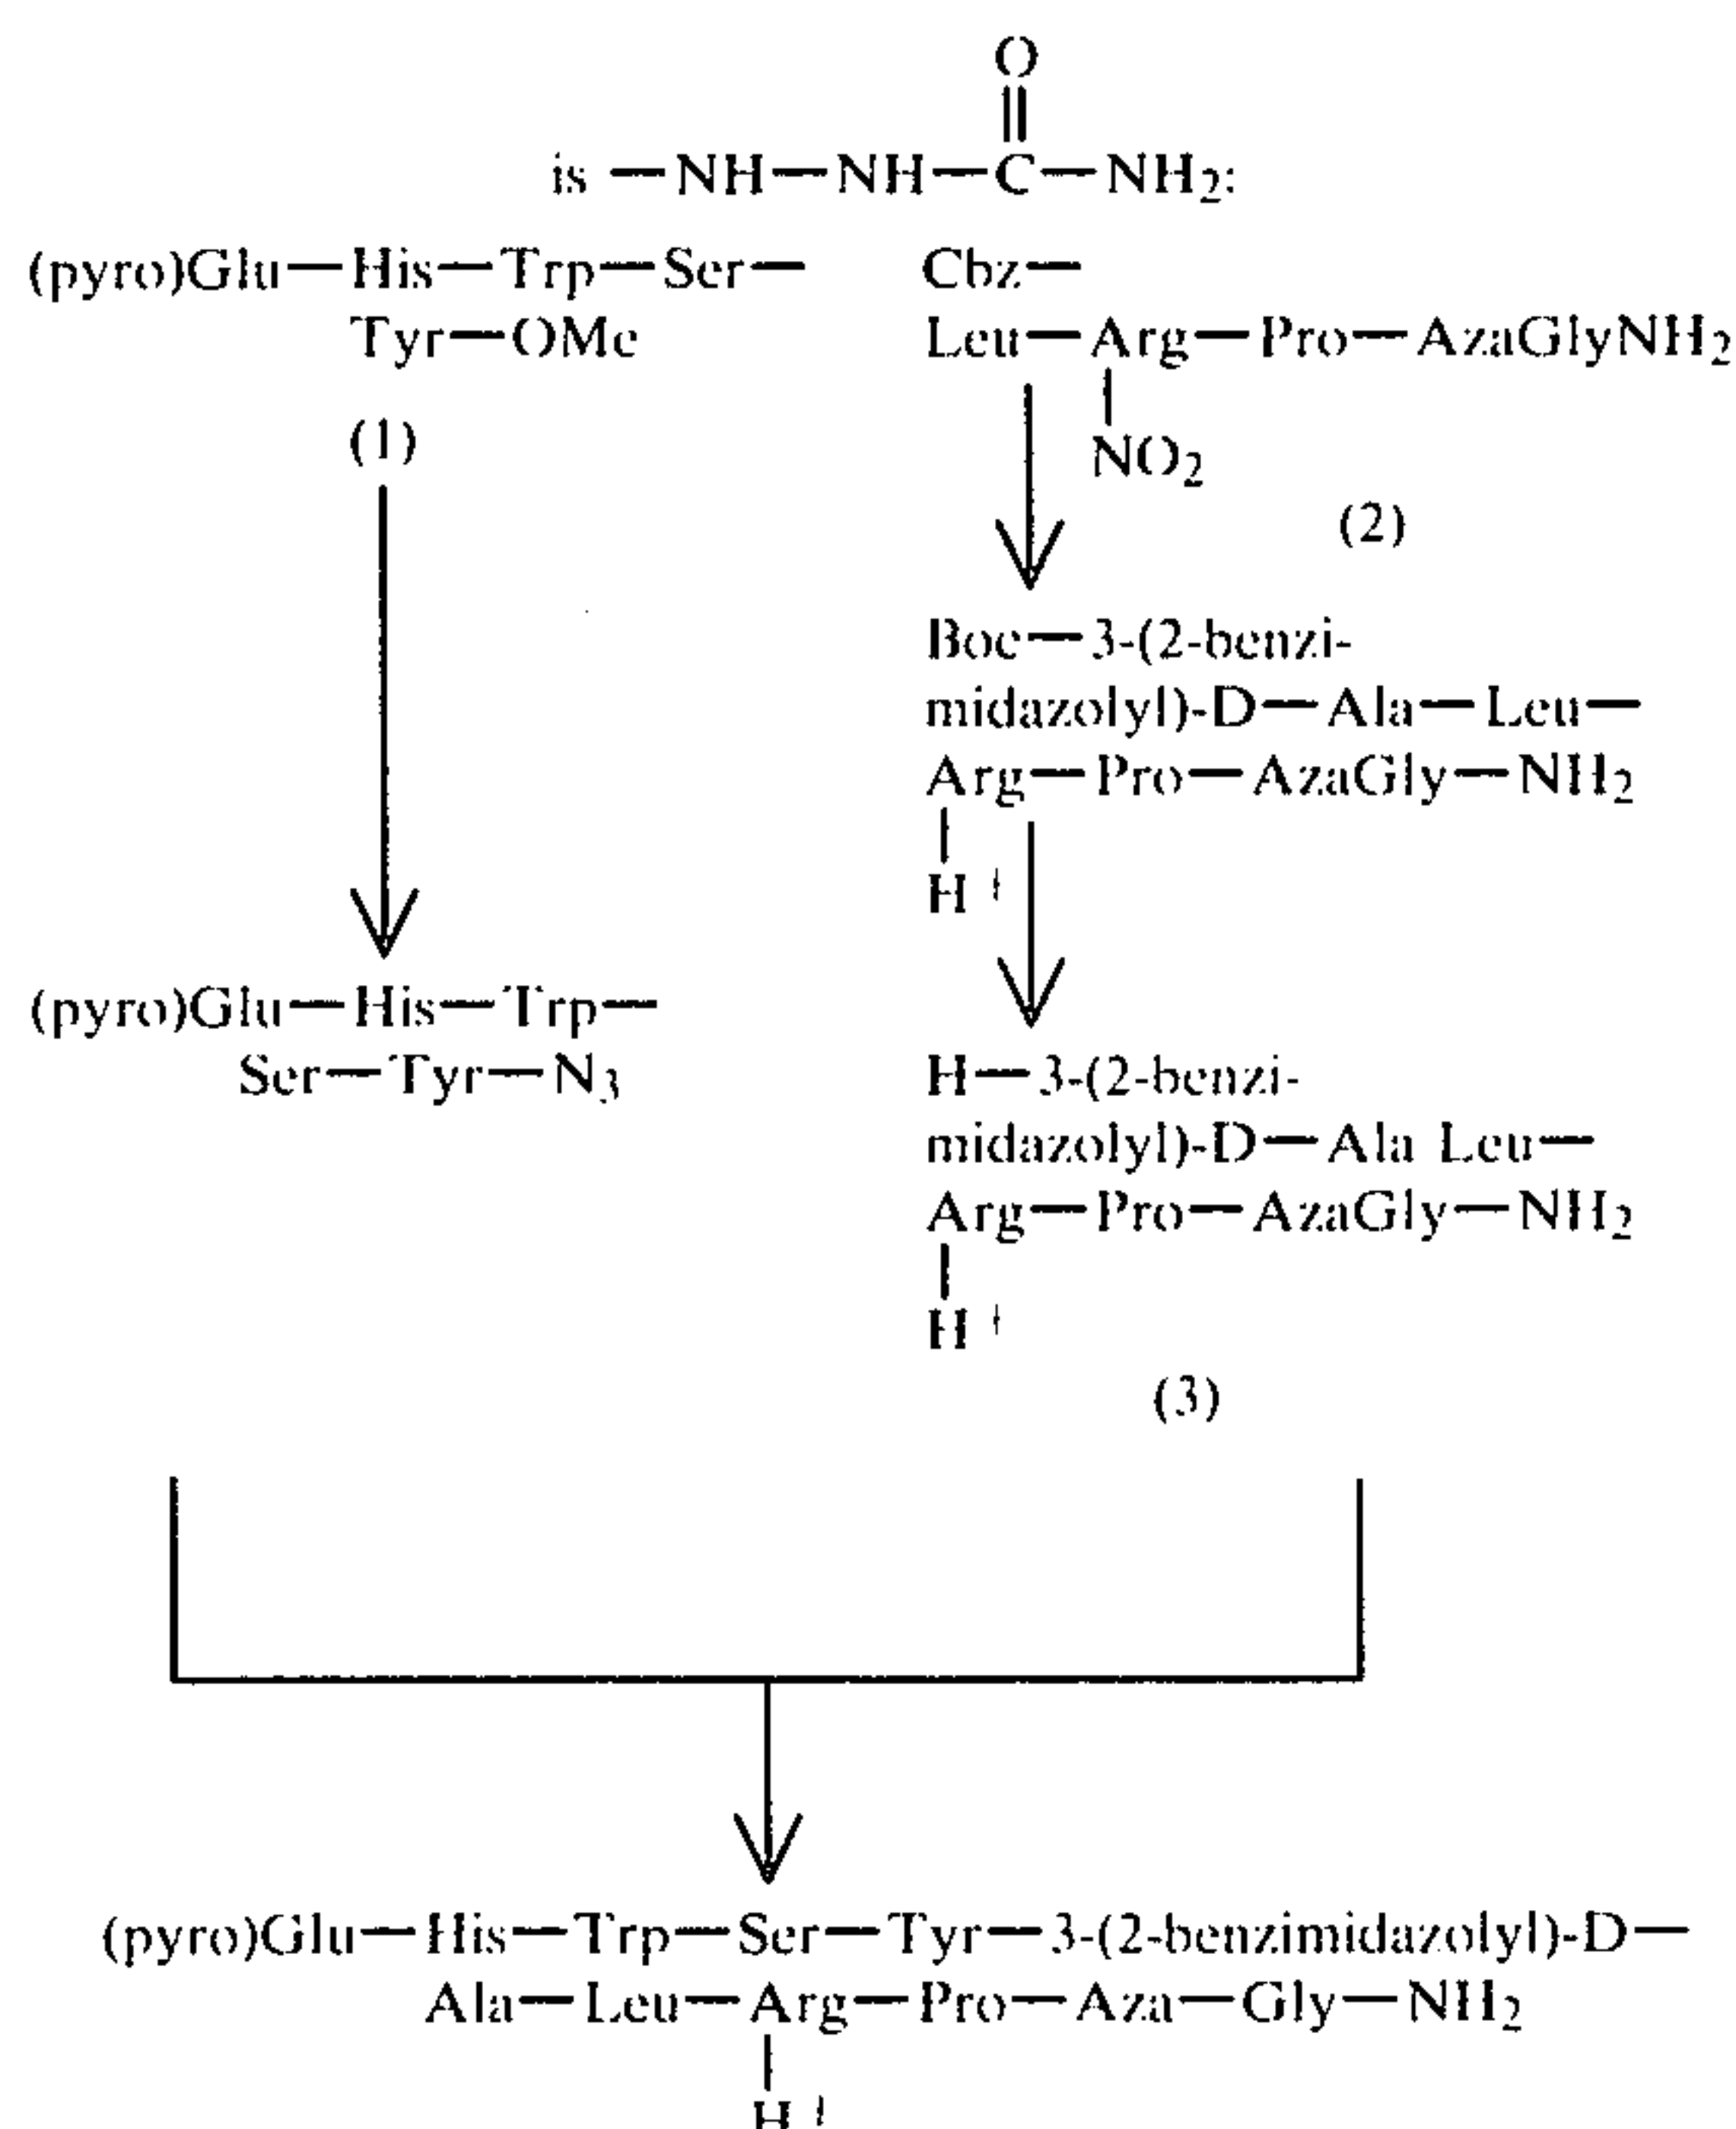 O
is —NH—NH—C—NH₂:
(pyro)Glu—His—Trp—Ser—
Tyr—OMe
(1)
Cbz—
Leu—Arg—Pro—AzaGlyNH₂
NO₂
(2)
Boc—3-(2-benzi-
midazolyl)-D—Ala—Leu—
Arg—Pro—AzaGly—NH₂
H⁺
(pyro)Glu—His—Trp—
Ser—Tyr—N₃
H—3-(2-benzi-
midazolyl)-D—Ala Leu—
Arg—Pro—AzaGly—NH₂
H⁺
(3)
(pyro)Glu—His—Trp—Ser—Tyr—3-(2-benzimidazolyl)-D—
Ala—Leu—Arg—Pro—Aza—Gly—NH₂
H⁺